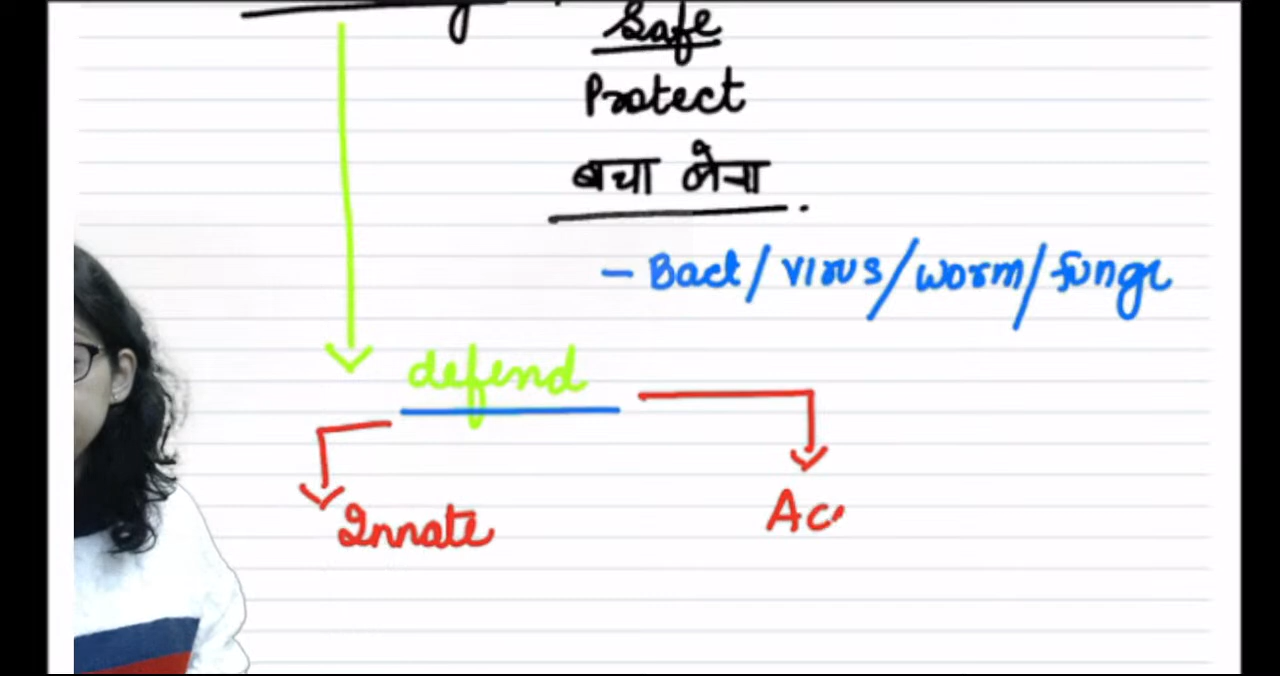 Safe
Protect
बचा लेना
- Bact/virus/worm/fungi
defend
Innate
Ac